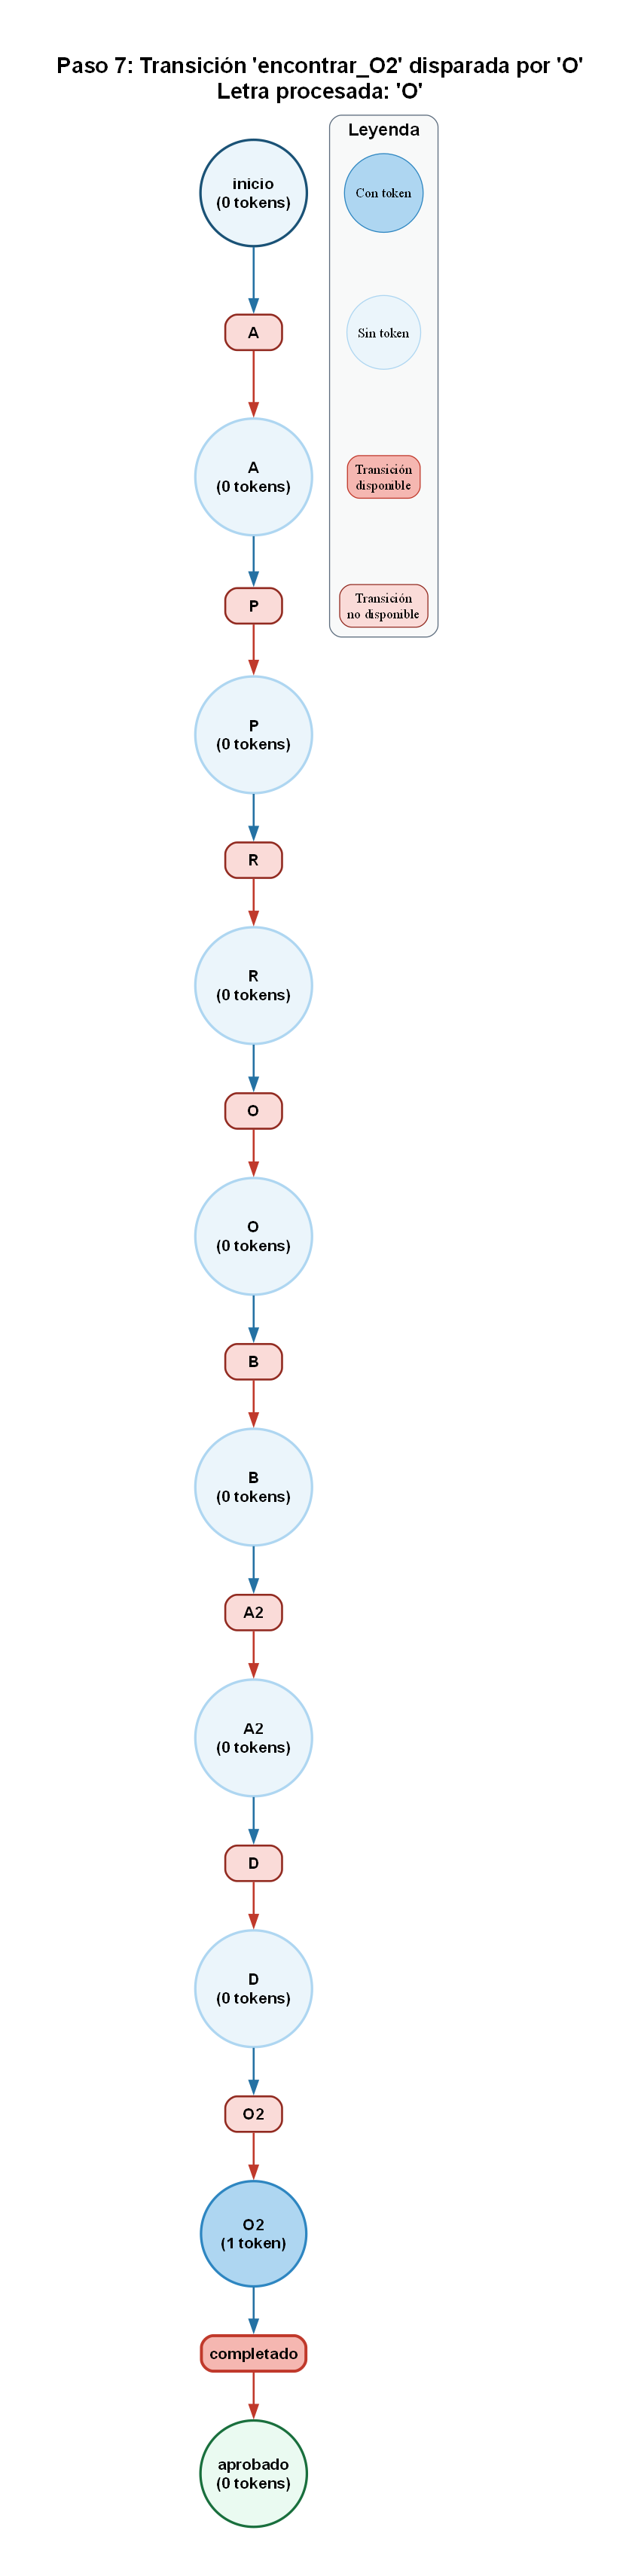 Paso 7: Transición 'encontrar_O2' disparada por 'O'
Letra procesada: 'O'
Leyenda
Con token
Sin token
Transición
disponible
Transición
no disponible
inicio
(0 tokens)
A
A
(0 tokens)
P
P
(0 tokens)
R
R
(0 tokens)
O
O
(0 tokens)
B
B
(0 tokens)
A2
A2
(0 tokens)
D
D
(0 tokens)
O2
O2
(1 token)
completado
aprobado
(0 tokens)